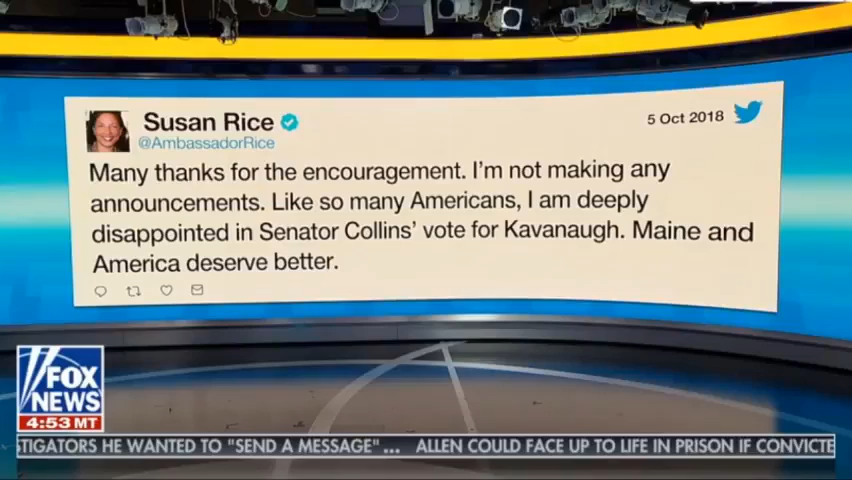 Susan Rice
@AmbassadorRice
5 Oct 2018
Many thanks for the encouragement. I'm not making any
announcements. Like so many Americans, I am deeply
disappointed in Senator Collins' vote for Kavanaugh. Maine and
America deserve better.
FOX
NEWS
4:53 MT
STIGATORS HE WANTED TO "SEND A MESSAGE"... ALLEN COULD FACE UP TO LIFE IN PRISON IF CONVICTE